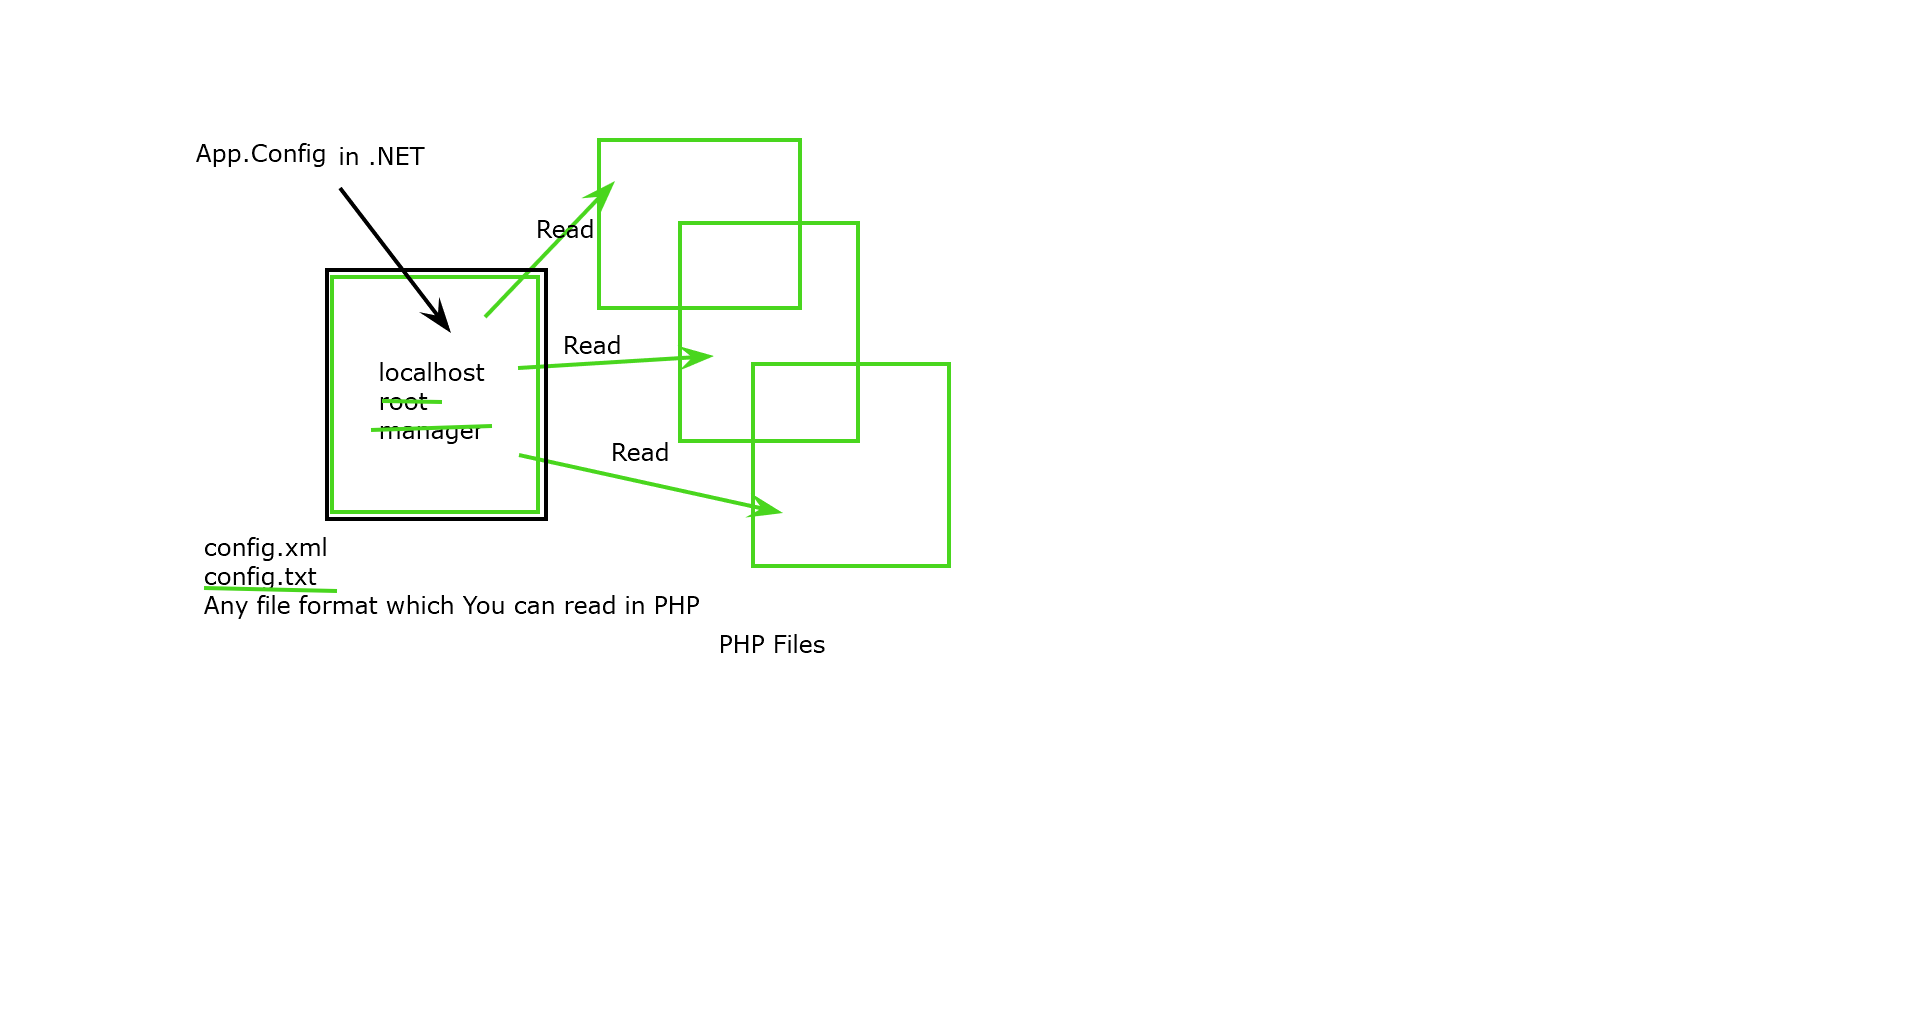 App.Config in .NET
Read
Read
localhost
root
manager
Read
config.xml
config.txt
Any file format which You can read in PHP
PHP Files